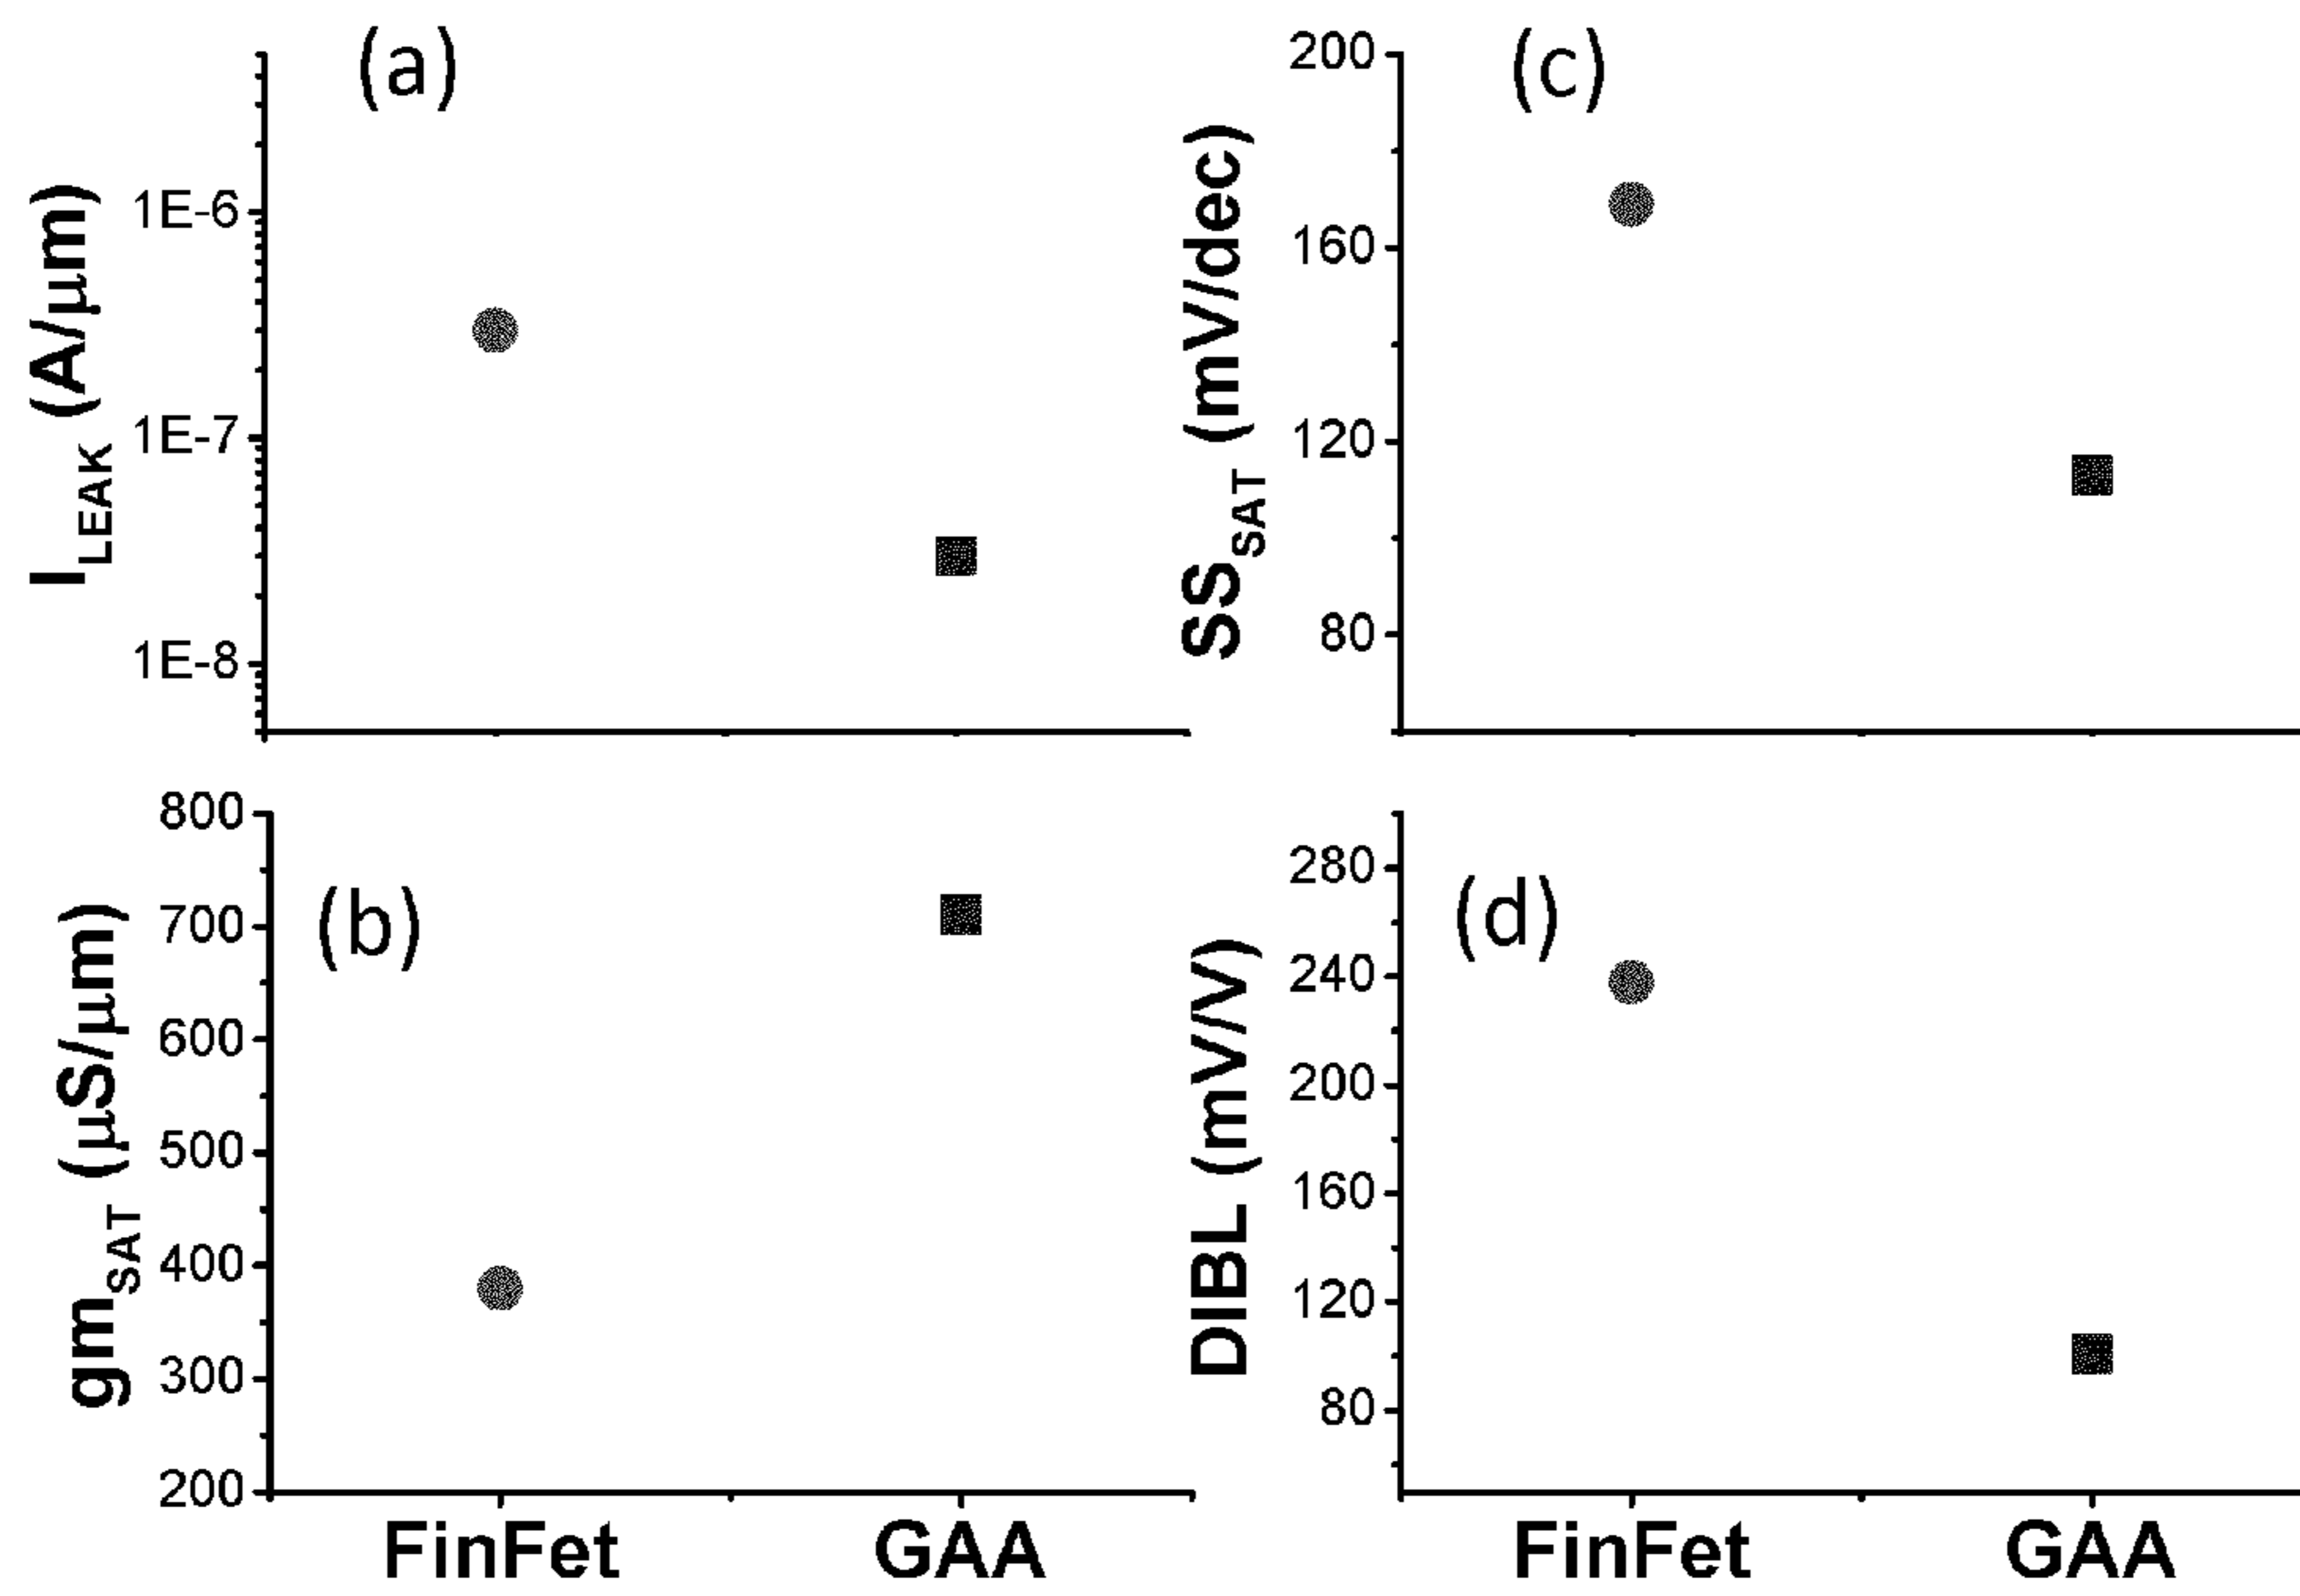 (a)
I_LEAK (A/μm)
1E-6
1E-7
1E-8
(c)
SS_SAT (mV/dec)
200
160
120
80
(b)
gm_SAT (μS/μm)
800
700
600
500
400
300
200
FinFet GAA
(d)
DIBL (mV/V)
280
240
200
160
120
80
FinFet GAA